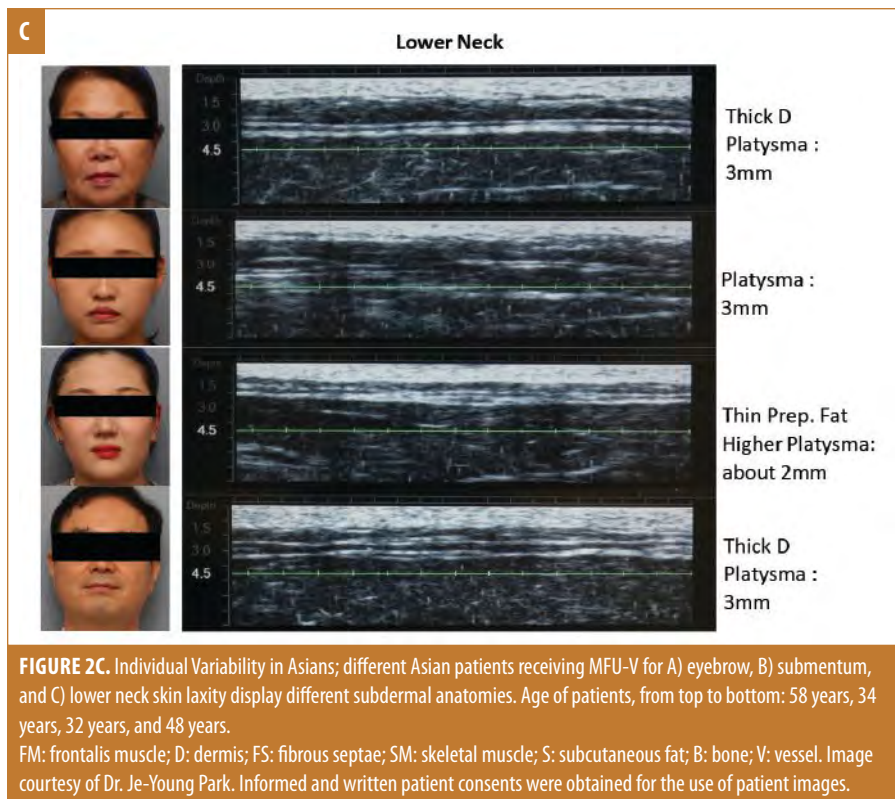 C
Lower Neck
Depth
1.5
3.0
4.5
Thick D
Platysma :
3mm
1.5
3.0
4.5
Platysma :
3mm
1.5
3.0
4.5
Thin Prep. Fat
Higher Platysma:
about 2mm
Depth
1.5
3.0
4.5
Thick D
Platysma :
3mm
FIGURE 2C. Individual Variability in Asians; different Asian patients receiving MFU-V for A) eyebrow, B) submentum,
and C) lower neck skin laxity display different subdermal anatomies. Age of patients, from top to bottom: 58 years, 34
years, 32 years, and 48 years.
FM: frontalis muscle; D: dermis; FS: fibrous septae; SM: skeletal muscle; S: subcutaneous fat; B: bone; V: vessel. Image
courtesy of Dr. Je-Young Park. Informed and written patient consents were obtained for the use of patient images.